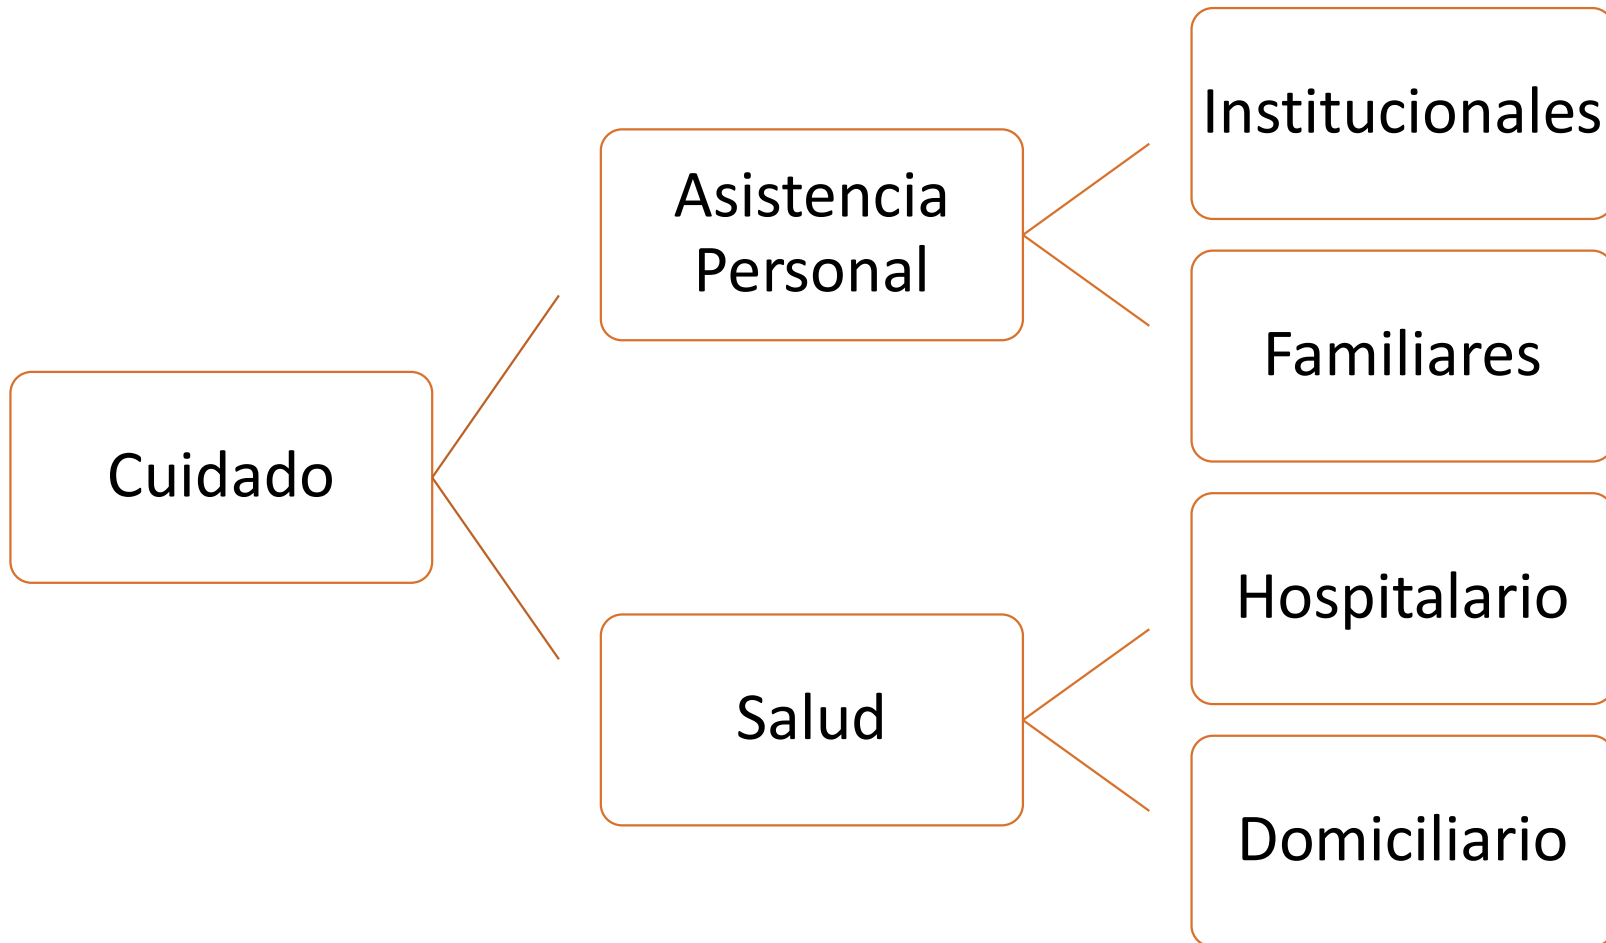 Cuidado
Asistencia
Personal
Institucionales
Familiares
Salud
Hospitalario
Domiciliario